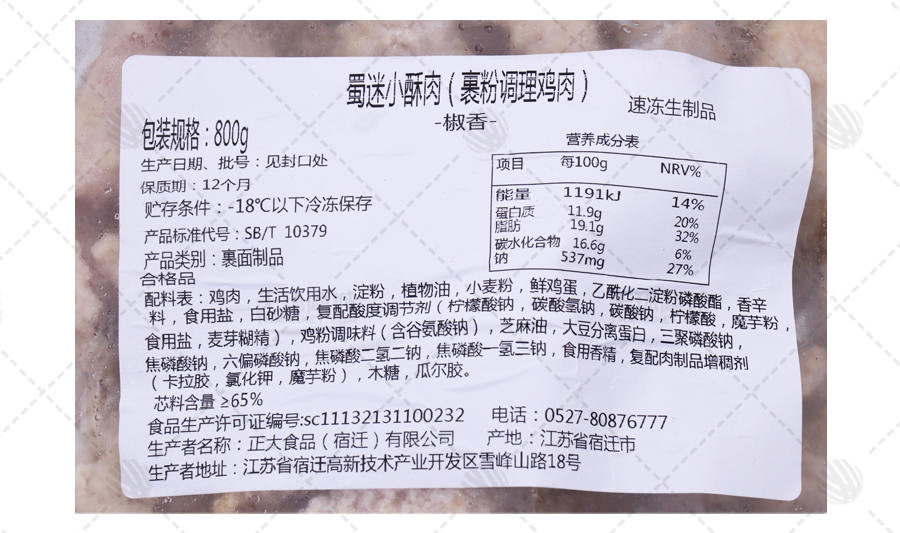 蜀迷小酥肉(裹粉调理鸡肉)
-椒香-
速冻生制品
包装规格:800g
生产日期、批号:见封口处
保质期:12个月
贮存条件:-18℃以下冷冻保存
产品标准代号:SB/T 10379
产品类别:裹面制品
合格品
营养成分表
项目 每100g NRV%
能量 1191kJ 14%
蛋白质 11.9g 20%
脂肪 19.1g 32%
碳水化合物 16.6g 6%
钠 537mg 27%
配料表:鸡肉,生活饮用水,淀粉,植物油,小麦粉,鲜鸡蛋,乙酰化二淀粉磷酸酯,香辛
料,食用盐,白砂糖,复配酸度调节剂(柠檬酸钠,碳酸氢钠,碳酸钠,柠檬酸,魔芋粉,
食用盐,麦芽糊精),鸡粉调味料(含谷氨酸钠),芝麻油,大豆分离蛋白,三聚磷酸钠,
焦磷酸钠,六偏磷酸钠,焦磷酸二氢二钠,焦磷酸一氢三钠,食用香精,复配肉制品增稠剂
(卡拉胶,氯化钾,魔芋粉),木糖,瓜尔胶。
芯料含量 ≥65%
食品生产许可证编号:sc11132131100232 电话:0527-80876777
生产者名称:正大食品(宿迁)有限公司 产地:江苏省宿迁市
生产者地址:江苏省宿迁高新技术产业开发区雪峰山路18号